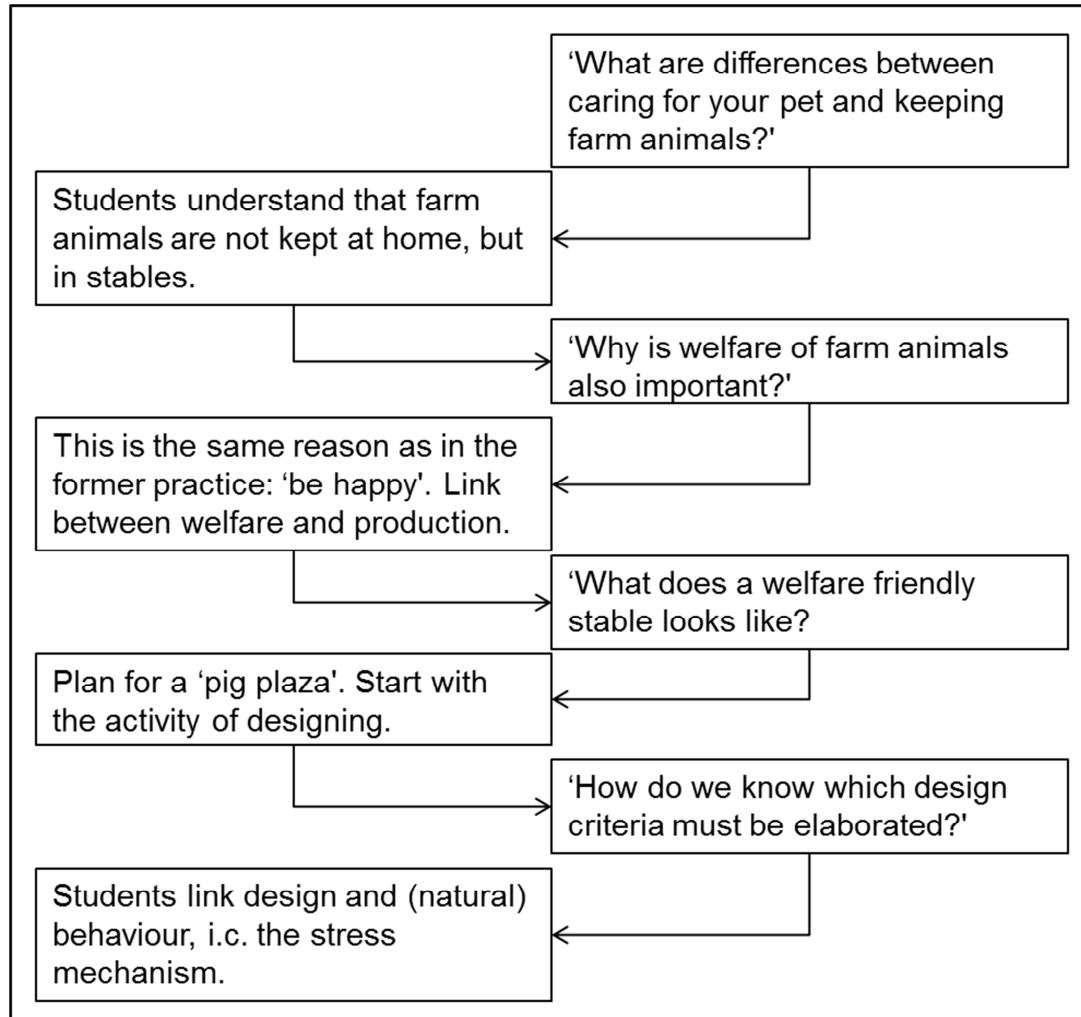 ‘What are differences between
caring for your pet and keeping
farm animals?'
Students understand that farm
animals are not kept at home, but
in stables.
‘Why is welfare of farm animals
also important?'
This is the same reason as in the
former practice: ‘be happy'. Link
between welfare and production.
‘What does a welfare friendly
stable looks like?
Plan for a ‘pig plaza'. Start with
the activity of designing.
‘How do we know which design
criteria must be elaborated?'
Students link design and (natural)
behaviour, i.c. the stress
mechanism.